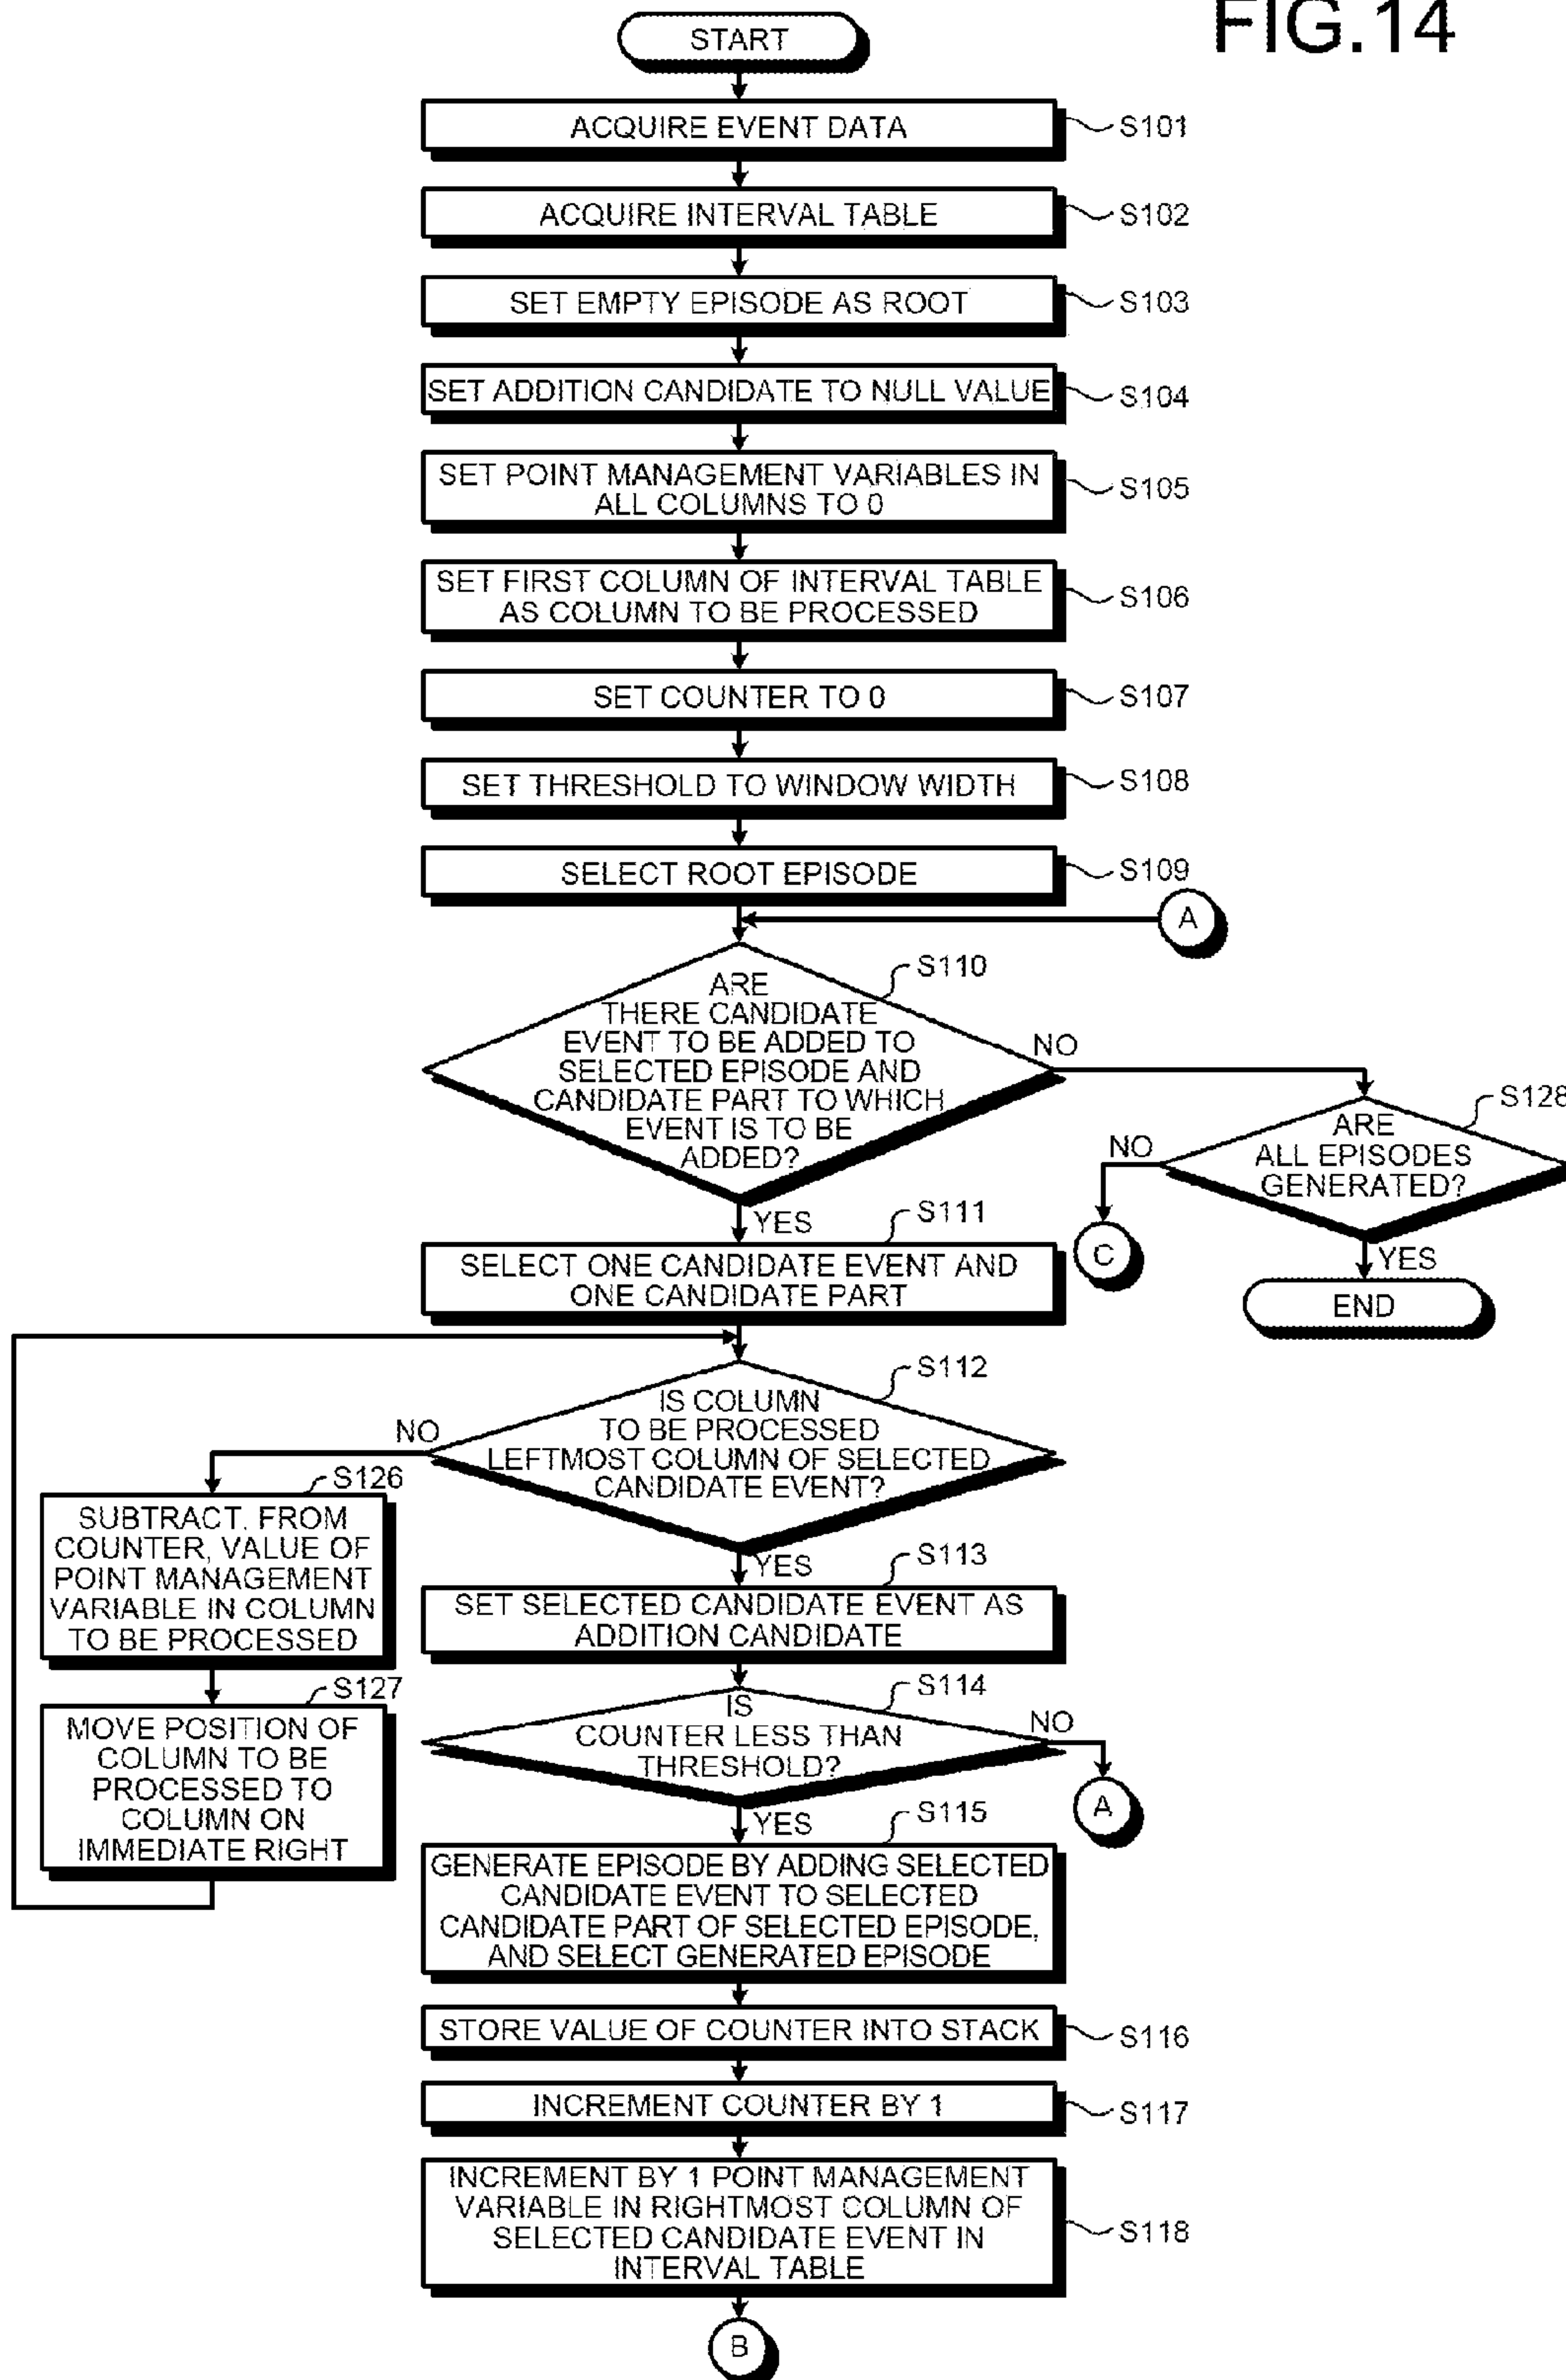 FIG.14
START
ACQUIRE EVENT DATA
S101
ACQUIRE INTERVAL TABLE
S102
SET EMPTY EPISODE AS ROOT
S103
SET ADDITION CANDIDATE TO NULL VALUE
S104
SET POINT MANAGEMENT VARIABLES IN
ALL COLUMNS TO 0
S105
SET FIRST COLUMN OF INTERVAL TABLE
AS COLUMN TO BE PROCESSED
S106
SET COUNTER TO 0
S107
SET THRESHOLD TO WINDOW WIDTH
S108
SELECT ROOT EPISODE
S109
A
S110
ARE
THERE CANDIDATE
EVENT TO BE ADDED TO
SELECTED EPISODE AND
CANDIDATE PART TO WHICH
EVENT IS TO BE
ADDED?
NO
S128
ARE
ALL EPISODES
GENERATED?
NO
C
YES
END
YES
S111
SELECT ONE CANDIDATE EVENT AND
ONE CANDIDATE PART
S112
IS COLUMN
TO BE PROCESSED
LEFTMOST COLUMN OF SELECTED
CANDIDATE EVENT?
NO
S126
SUBTRACT, FROM
COUNTER, VALUE OF
POINT MANAGEMENT
VARIABLE IN COLUMN
TO BE PROCESSED
S127
MOVE POSITION OF
COLUMN TO BE
PROCESSED TO
COLUMN ON
IMMEDIATE RIGHT
YES
S113
SET SELECTED CANDIDATE EVENT AS
ADDITION CANDIDATE
S114
IS
COUNTER LESS THAN
THRESHOLD?
NO
A
YES
S115
GENERATE EPISODE BY ADDING SELECTED
CANDIDATE EVENT TO SELECTED
CANDIDATE PART OF SELECTED EPISODE,
AND SELECT GENERATED EPISODE
STORE VALUE OF COUNTER INTO STACK
S116
INCREMENT COUNTER BY 1
S117
INCREMENT BY 1 POINT MANAGEMENT
VARIABLE IN RIGHTMOST COLUMN OF
SELECTED CANDIDATE EVENT IN
INTERVAL TABLE
S118
B